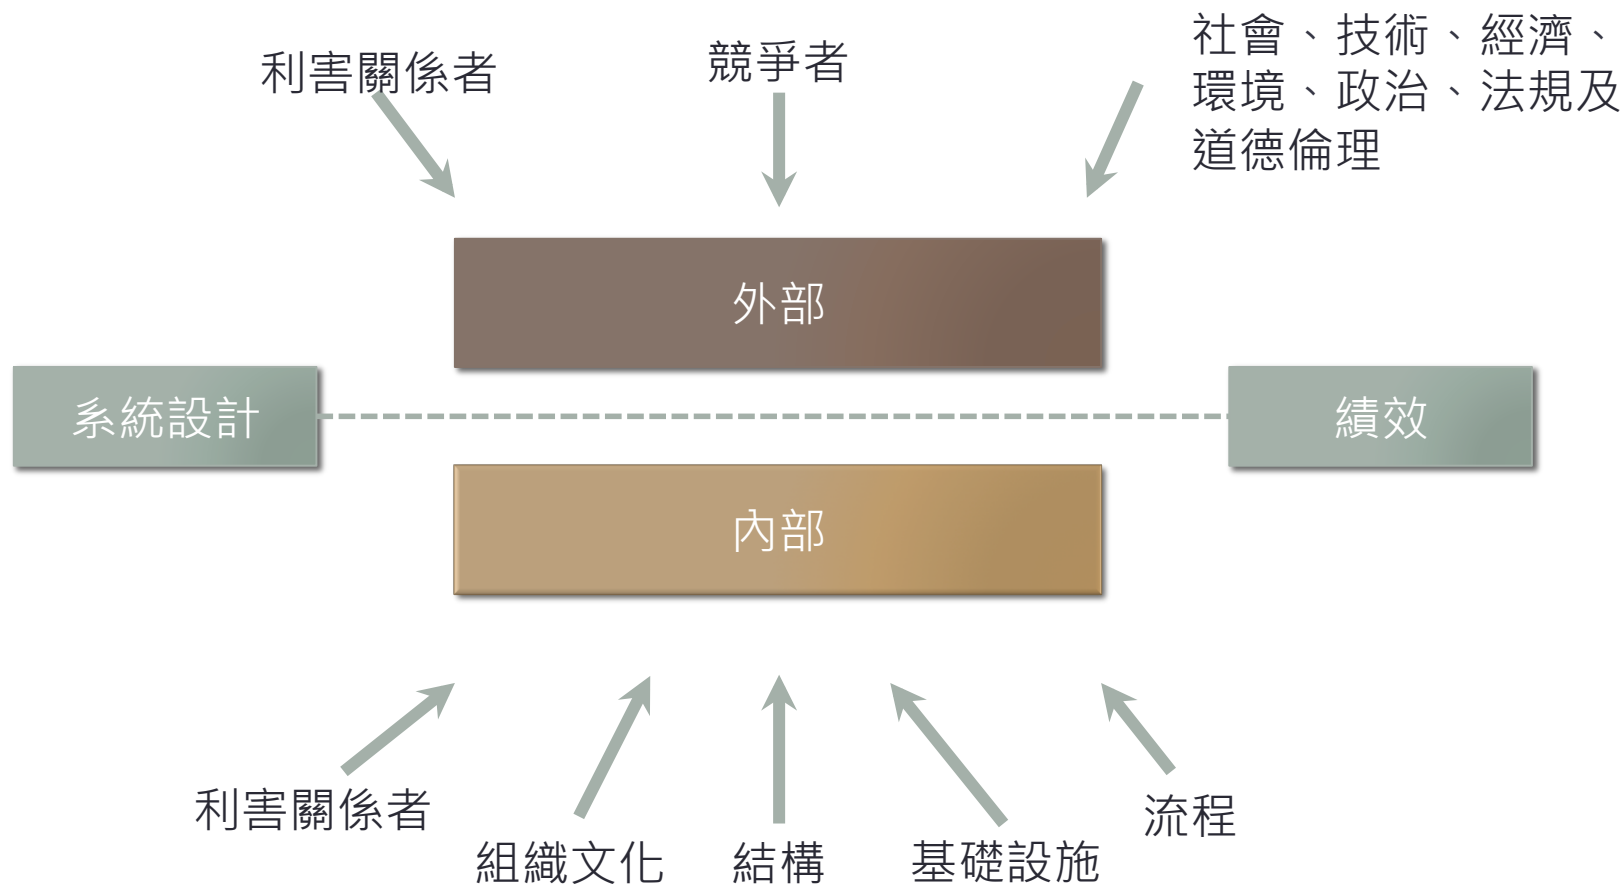 利害關係者
競爭者
社會、技術、經濟、
環境、政治、法規及
道德倫理
外部
系統設計
績效
內部
利害關係者
組織文化
結構
基礎設施
流程